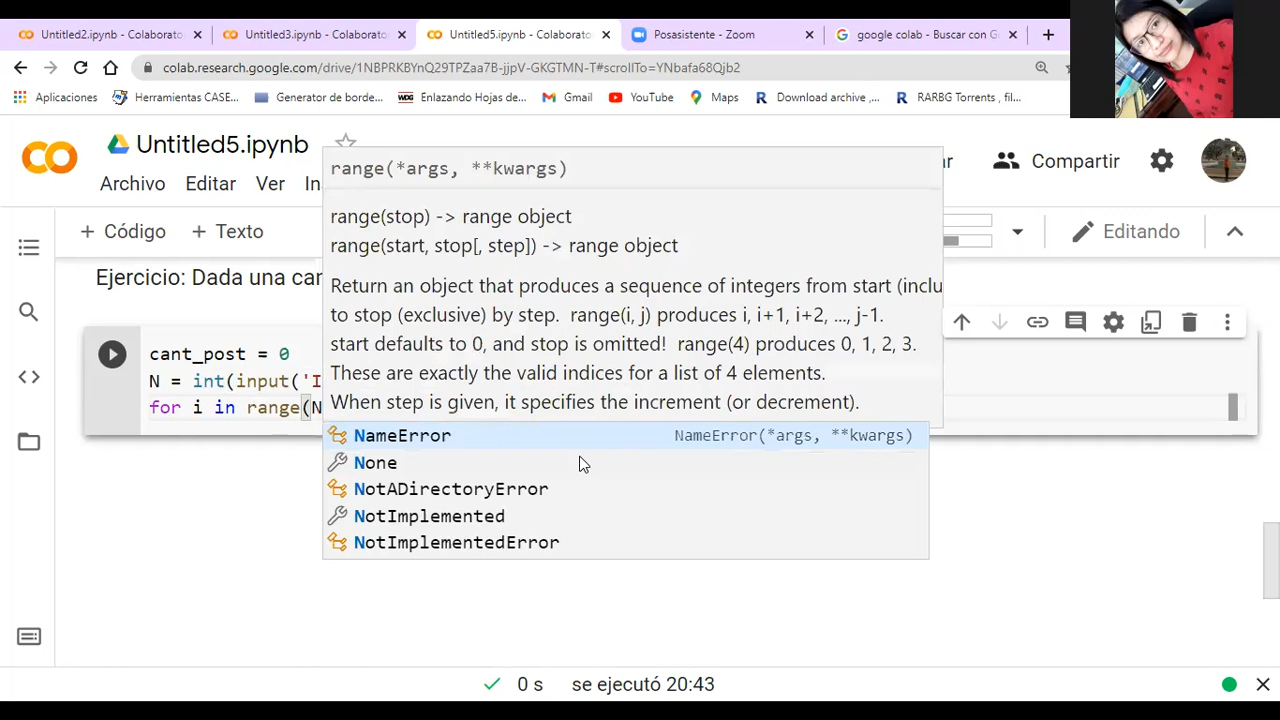 Untitled2.ipynb - Colaborato
Untitled3.ipynb - Colaborato
Untitled5.ipynb - Colaborato
Posasistente - Zoom
google colab - Buscar con G
colab.research.google.com/drive/1NBPRKBPnQ29TPZaa7B-jjpV-GKGTMN-T#scrollTo=YNbafa68Qjb2
Aplicaciones
Herramientas CASE...
Generador de borde...
Enlazando Hojas de...
Gmail
YouTube
Maps
Download archive ,...
RARBG Torrents , fil...
Untitled5.ipynb
Archivo Editar Ver In
ar
Compartir
range(*args, **kwargs)
+ Código + Texto
Editando
range(stop) -> range object
range(start, stop[, step]) -> range object
Ejercicio: Dada una can
Return an object that produces a sequence of integers from start (inclu
to stop (exclusive) by step. range(i, j) produces i, i+1, i+2, ..., j-1.
start defaults to 0, and stop is omitted! range(4) produces 0, 1, 2, 3.
These are exactly the valid indices for a list of 4 elements.
When step is given, it specifies the increment (or decrement).
cant_post = 0
N = int(input('I
for i in range(N
NameError NameError(*args, **kwargs)
None
NotADirectoryError
NotImplemented
NotImplementedError
0 s se ejecutó 20:43